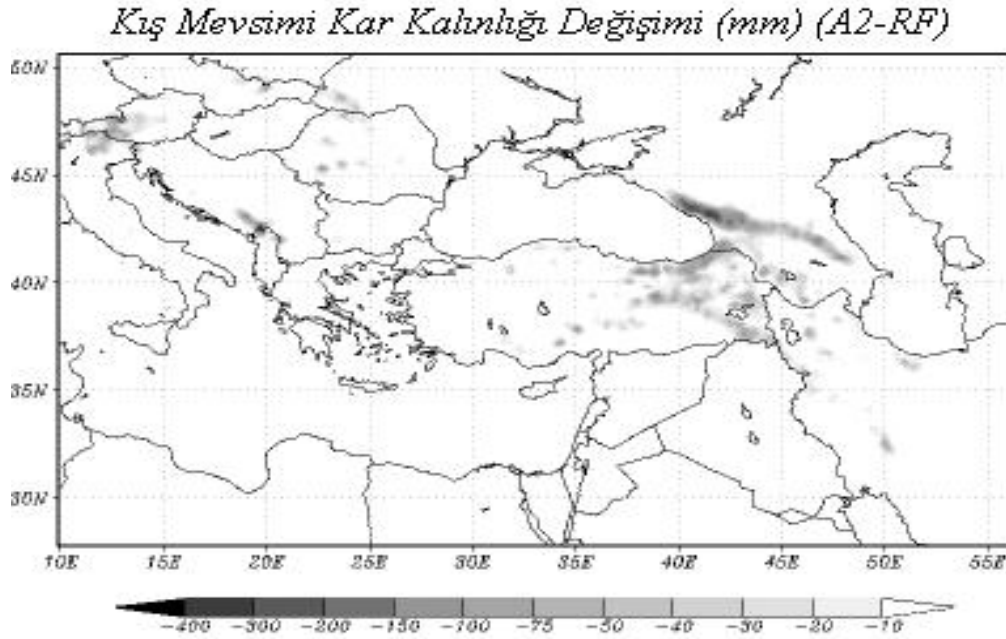 Kış Mevsimi Kar Kalınlığı Değişimi (mm) (A2-RF)
50N
45N
40N
35N
30N
10E 15E 20E 25E 30E 35E 40E 45E 50E 55E
-400 -300 -200 -150 -100 -75 -50 -40 -30 -20 -10